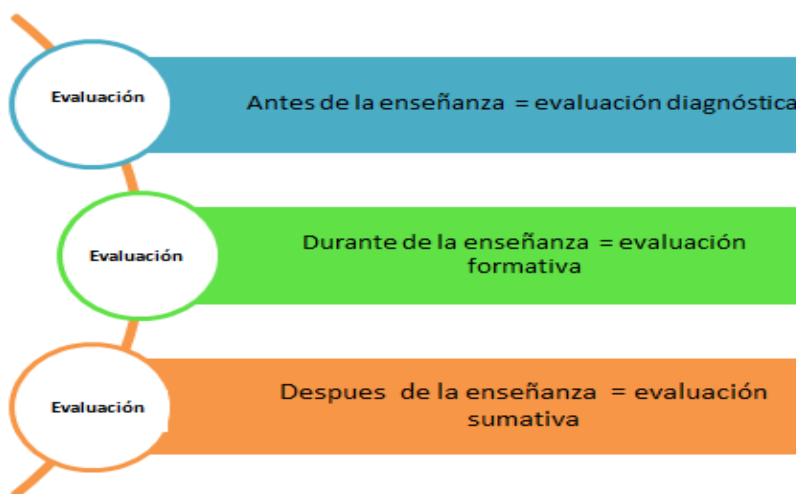 Evaluación
Antes de la enseñanza = evaluación diagnóstica
Evaluación
Durante de la enseñanza = evaluación
formativa
Evaluación
Despues de la enseñanza = evaluación
sumativa